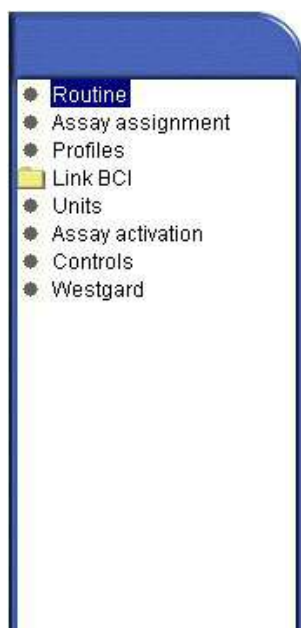 Routine
Assay assignment
Profiles
Link BCI
Units
Assay activation
Controls
Westgard